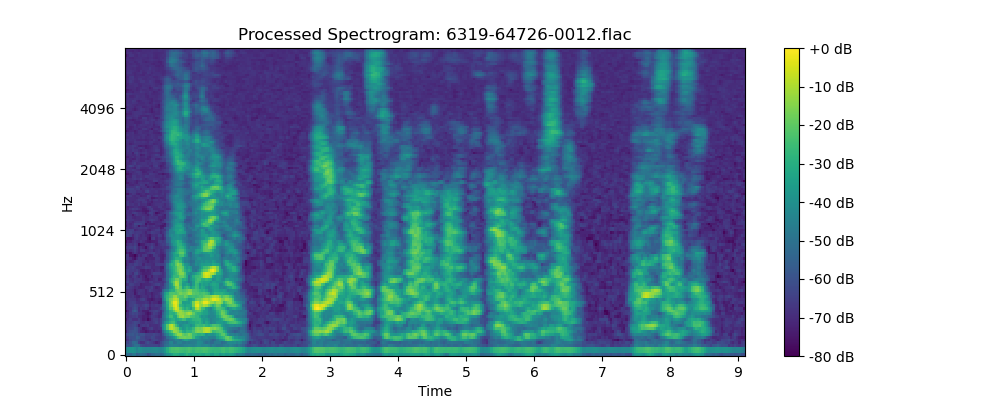 Processed Spectrogram: 6319-64726-0012.flac
Hz
4096
2048
1024
512
0
0 1 2 3 4 5 6 7 8 9
Time
+0 dB
-10 dB
-20 dB
-30 dB
-40 dB
-50 dB
-60 dB
-70 dB
-80 dB